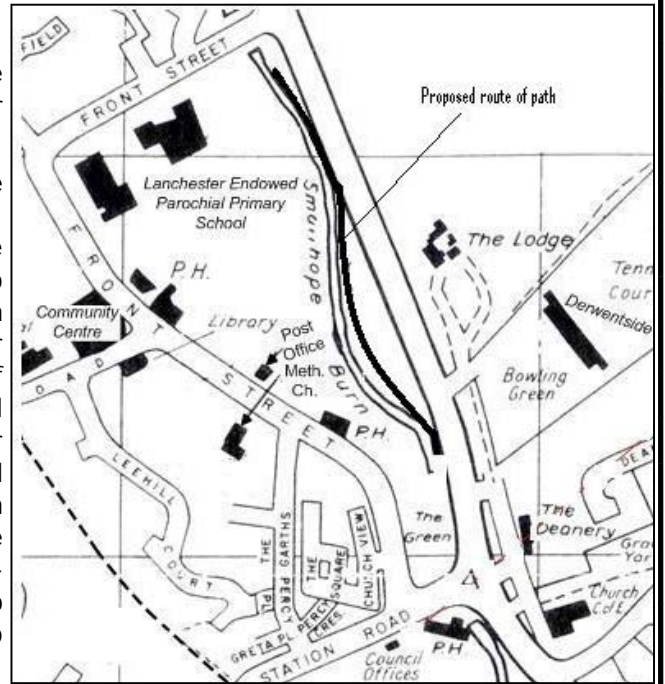 FIELD
FRONT STREET
Proposed route of path
Lanchester Endowed
Parochial Primary
School
Smallhope
Burn
The Lodge
Derwentside
Bowling
Green
FRONT
STREET
P.H.
Community
Centre
Library
Post
Office
Meth.
Ch.
P.H.
ROAD
LEEHILL
COURT
THE PERCY GARTHS
THE
SQUARE
CHURCH VIEW
PERCY
CRES
GRETA PL
STATION ROAD
The
Green
The
Deanery
Church
C of E.
P.H.
Council
Offices